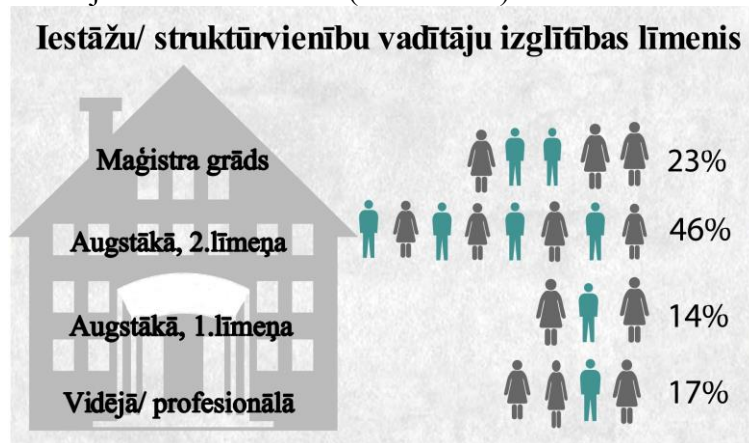 Iestāžu/ struktūrvienību vadītāju izglītības līmenis
Maģistra grāds 23%
Augstākā, 2.līmeņa 46%
Augstākā, 1.līmeņa 14%
Vidējā/ profesionālā 17%